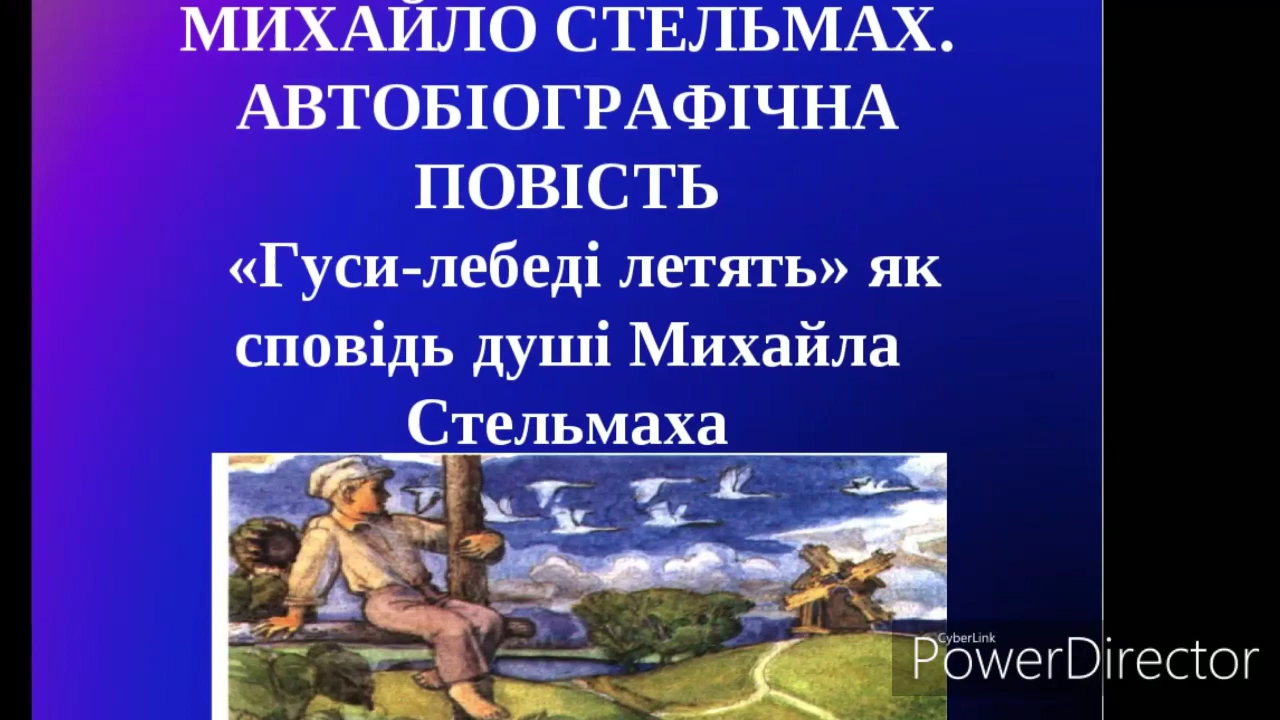 МИХАЙЛО СТЕЛЬМАХ.
АВТОБІОГРАФІЧНА
ПОВІСТЬ
«Гуси-лебеді летять» як
сповідь душі Михайла
Стельмаха
CyberLink
PowerDirector